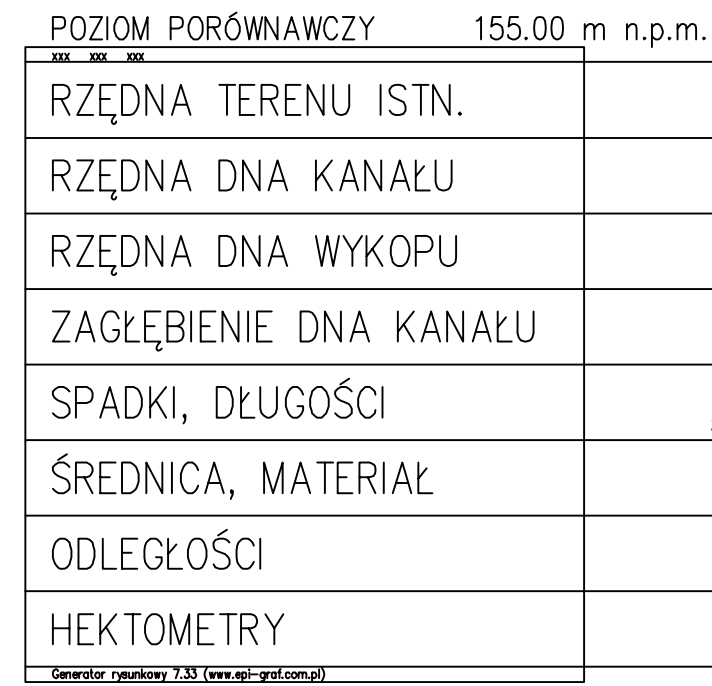 POZIOM PORÓWNAWCZY 155.00 m n.p.m.
xxx xxx xxx
RZĘDNA TERENU ISTN.
RZĘDNA DNA KANAŁU
RZĘDNA DNA WYKOPU
ZAGŁĘBIENIE DNA KANAŁU
SPADKI, DŁUGOŚCI
ŚREDNICA, MATERIAŁ
ODLEGŁOŚCI
HEKTOMETRY
Generator rysunkowy 7.33 (www.epi-graf.com.pl)